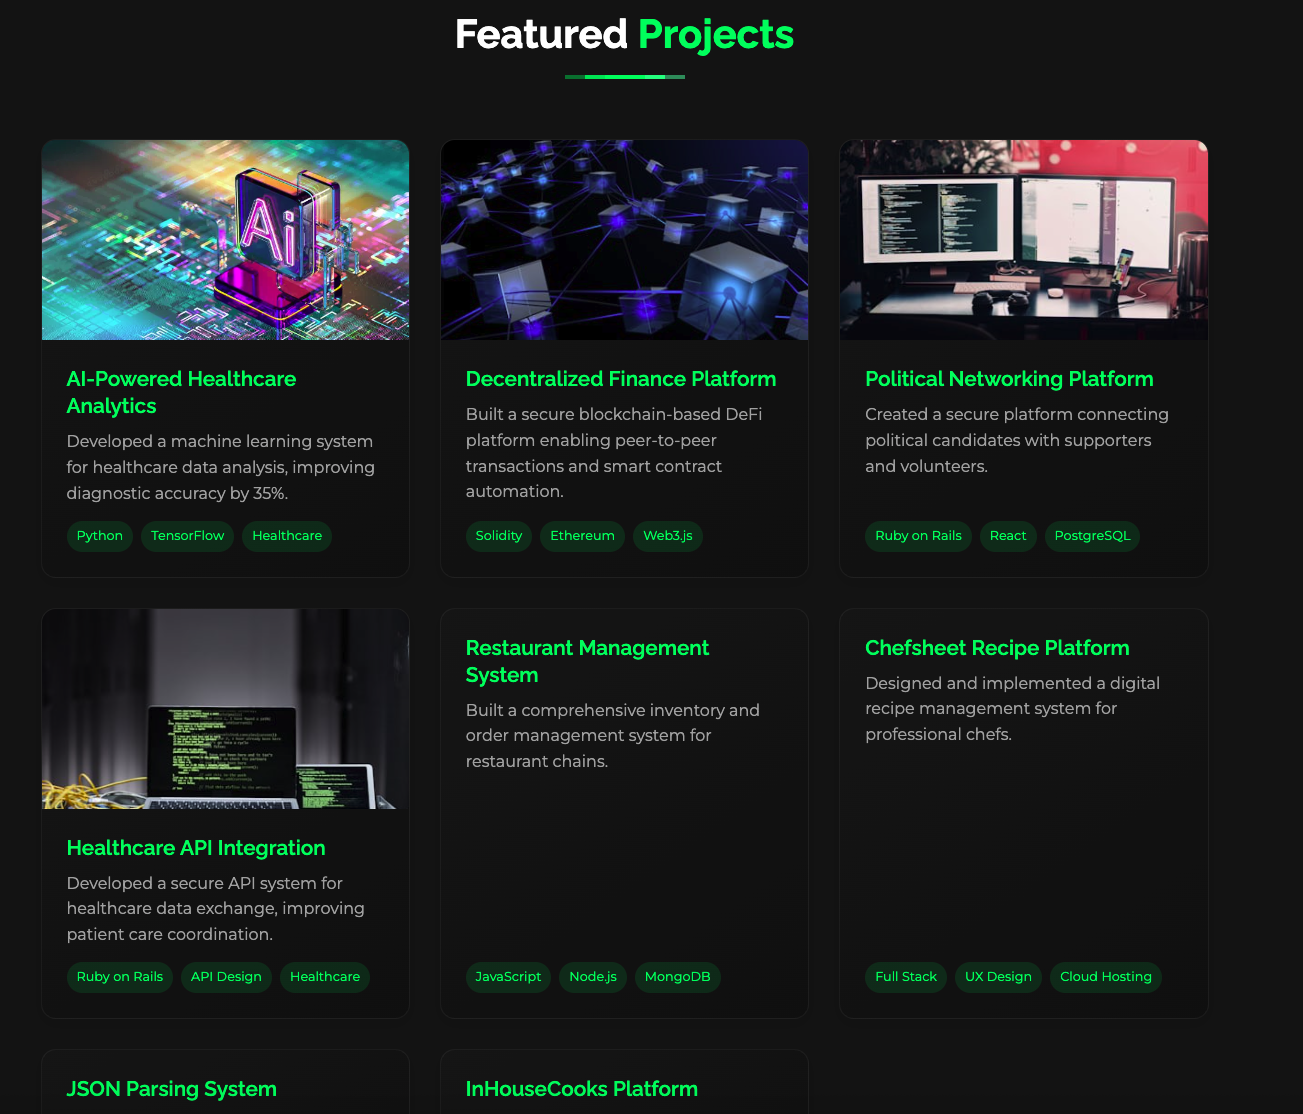 Featured Projects
Ai
AI-Powered Healthcare
Analytics
Developed a machine learning system
for healthcare data analysis, improving
diagnostic accuracy by 35%.
Python TensorFlow Healthcare
Decentralized Finance Platform
Built a secure blockchain-based DeFi
platform enabling peer-to-peer
transactions and smart contract
automation.
Solidity Ethereum Web3.js
Political Networking Platform
Created a secure platform connecting
political candidates with supporters
and volunteers.
Ruby on Rails React PostgreSQL
Healthcare API Integration
Developed a secure API system for
healthcare data exchange, improving
patient care coordination.
Ruby on Rails API Design Healthcare
Restaurant Management
System
Built a comprehensive inventory and
order management system for
restaurant chains.
JavaScript Node.js MongoDB
Chefsheet Recipe Platform
Designed and implemented a digital
recipe management system for
professional chefs.
Full Stack UX Design Cloud Hosting
JSON Parsing System
InHouseCooks Platform